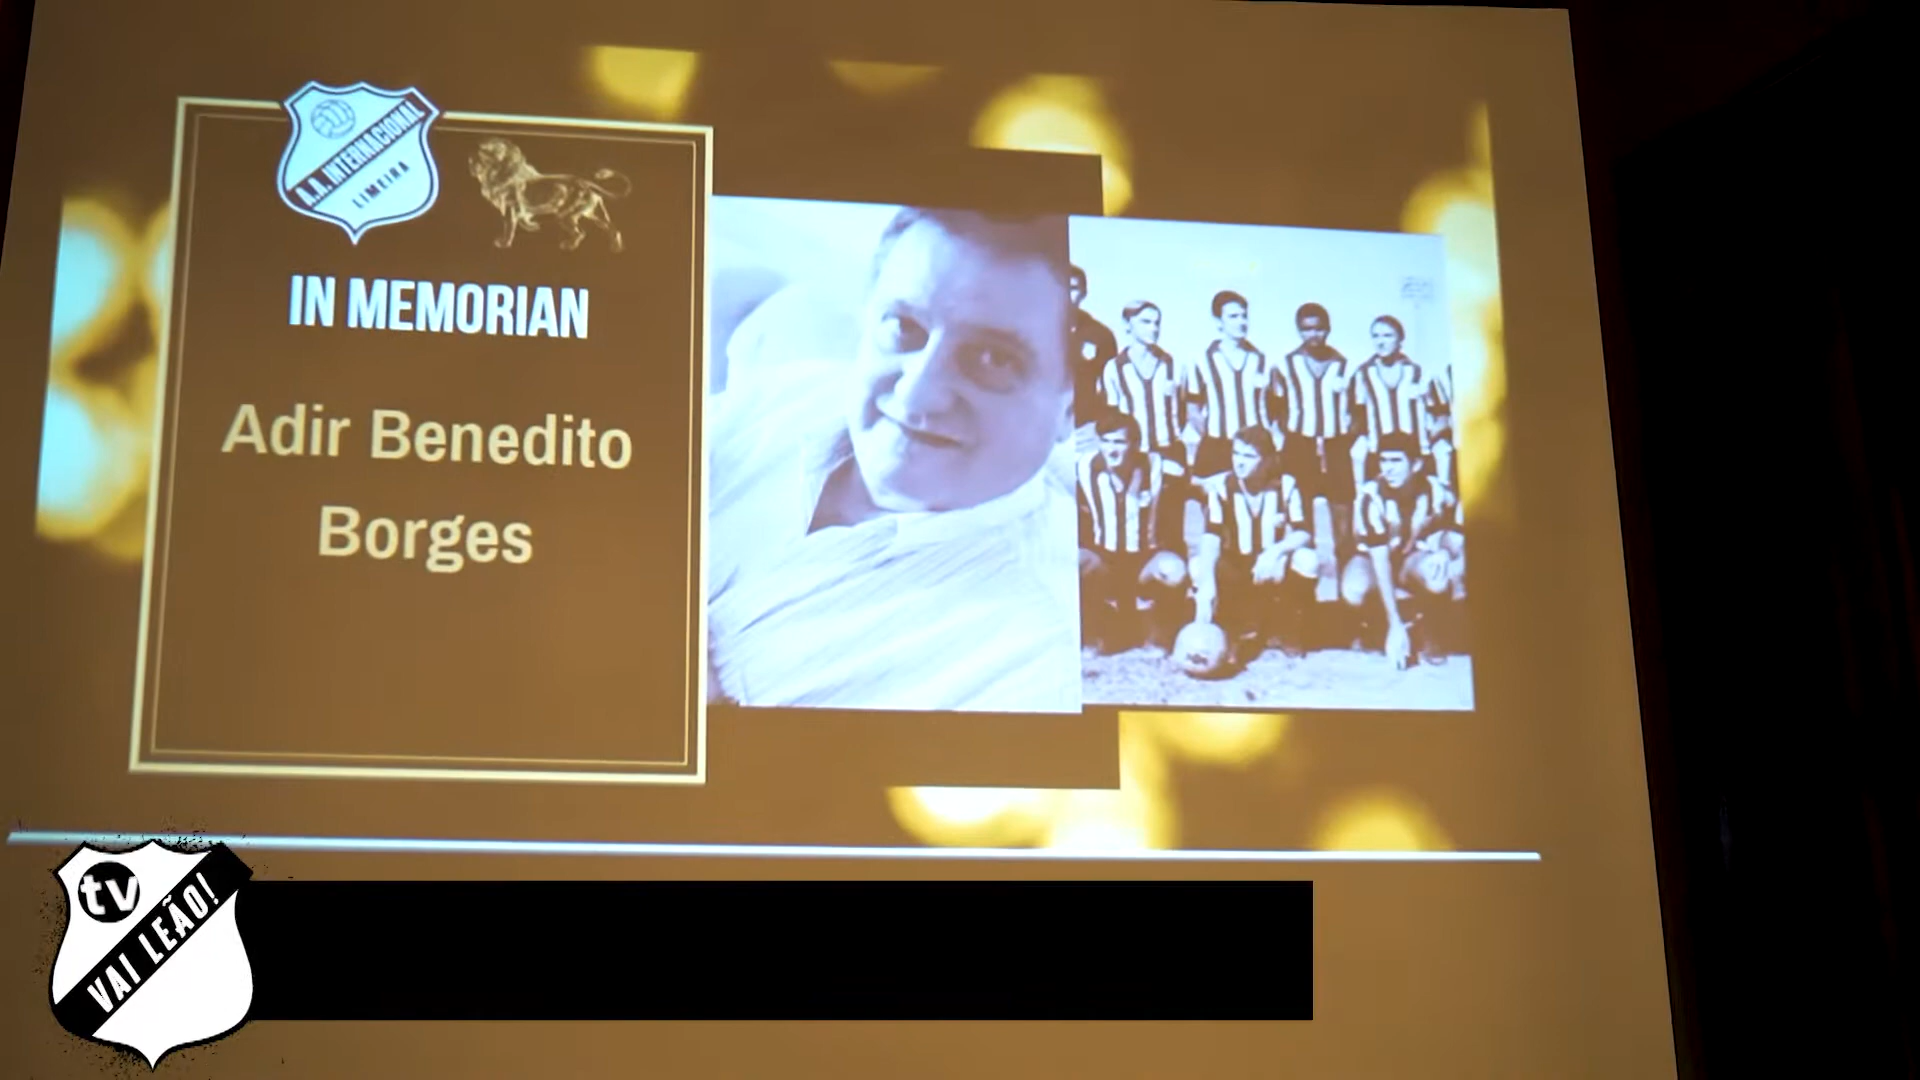 A.A. INTERNACIONAL
LIMEIRA
IN MEMORIAN
Adir Benedito
Borges
tv
VAI LEÃO!